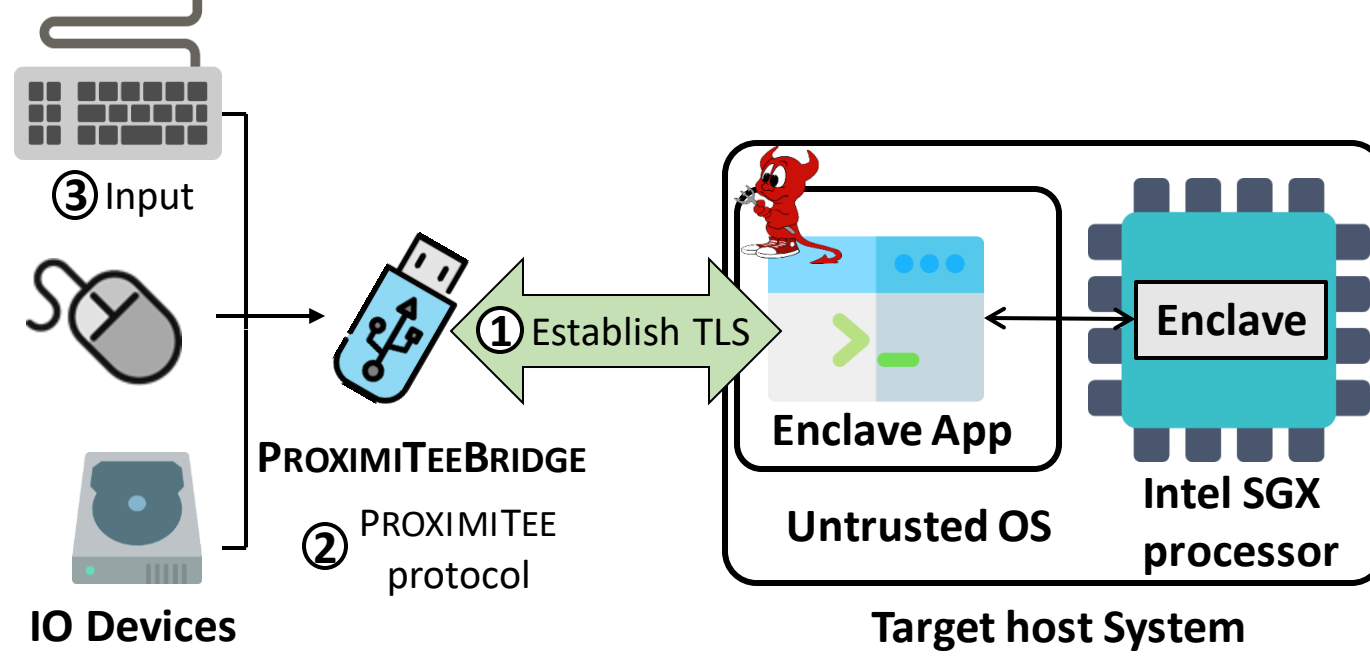 ③ Input
① Establish TLS
PROXIMITEEBRIDGE
② PROXIMITEE
protocol
IO Devices
Enclave App
Untrusted OS
Enclave
Intel SGX
processor
Target host System